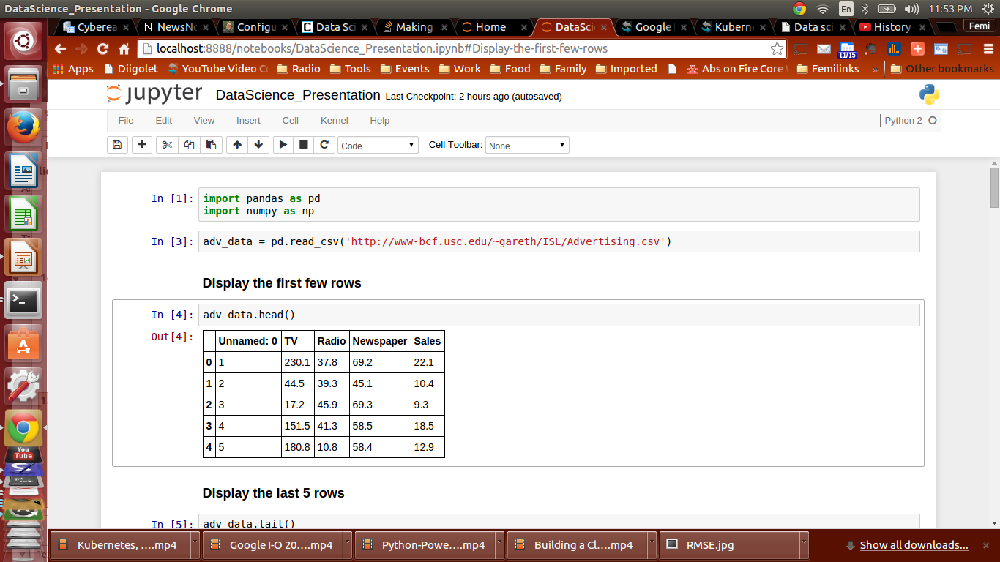 DataScience_Presentation - Google Chrome
En
11:53 PM
Cyberea
NewsNo
Configu
Data Sci
Making
Home
DataScie
Google
Kuberne
Data sci
History
Femi
localhost:8888/notebooks/DataScience_Presentation.ipynb#Display-the-first-few-rows
11/15
Apps
Diigolet
YouTube Video Co
Radio
Tools
Events
Work
Food
Family
Imported
Abs on Fire Core
Femilinks
»
Other bookmarks
jupyter DataScience_Presentation Last Checkpoint: 2 hours ago (autosaved)
File Edit View Insert Cell Kernel Help
Python 2
Code
Cell Toolbar: None
In [1]: import pandas as pd
import numpy as np
In [3]: adv_data = pd.read_csv('http://www-bcf.usc.edu/~gareth/ISL/Advertising.csv')
Display the first few rows
In [4]: adv_data.head()
Out[4]:
Unnamed: 0 TV Radio Newspaper Sales
0 1 230.1 37.8 69.2 22.1
1 2 44.5 39.3 45.1 10.4
2 3 17.2 45.9 69.3 9.3
3 4 151.5 41.3 58.5 18.5
4 5 180.8 10.8 58.4 12.9
Display the last 5 rows
In [5]: adv_data.tail()
You
Tube
Kubernetes, ....mp4
Google I-O 20....mp4
Python-Powe....mp4
Building a Cl....mp4
RMSE.jpg
Show all downloads...